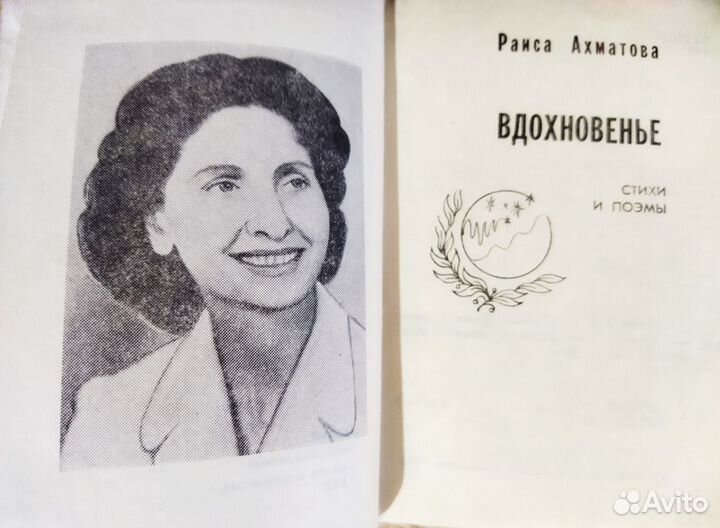 Раиса Ахматова
ВДОХНОВЕНЬЕ
СТИХИ
И ПОЭМЫ
Avito